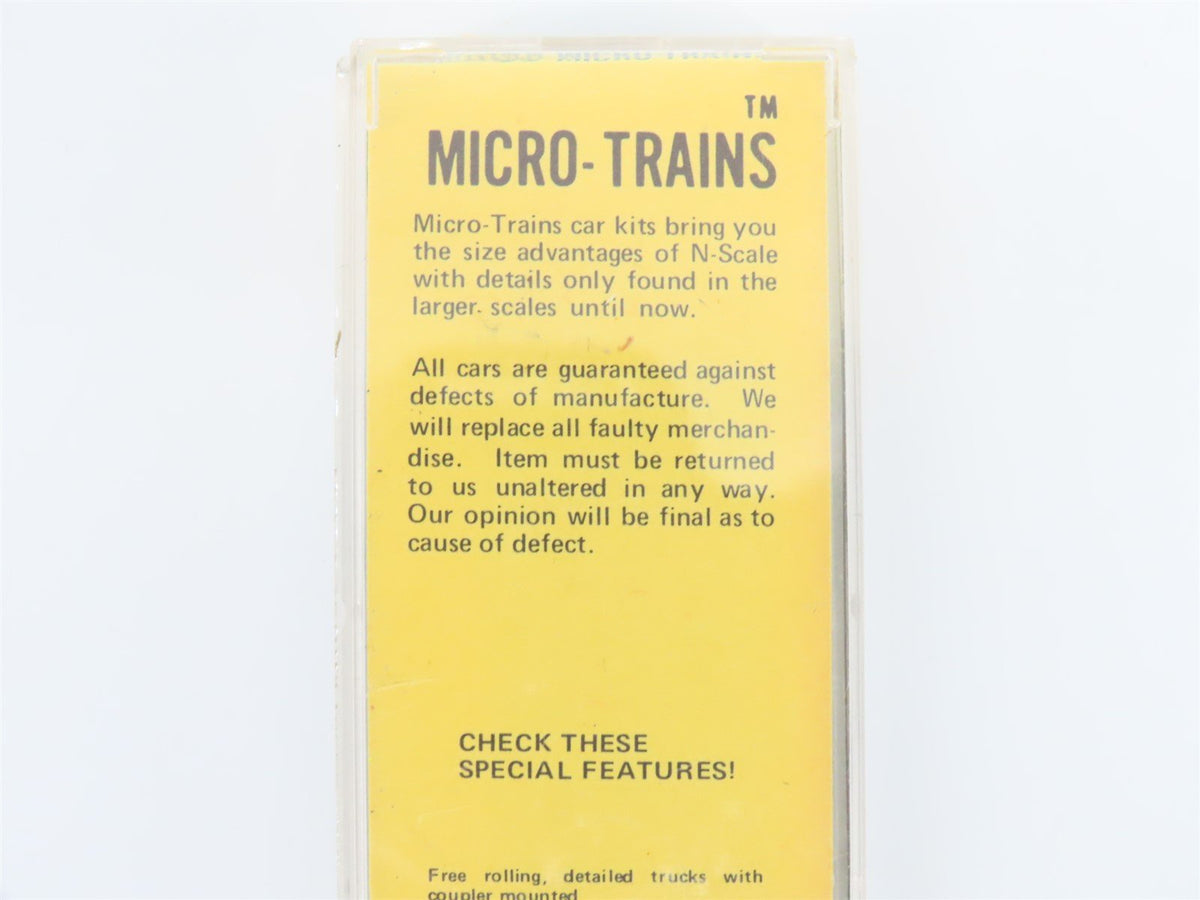 TM
MICRO-TRAINS
Micro-Trains car kits bring you
the size advantages of N-Scale
with details only found in the
larger scales until now.
All cars are guaranteed against
defects of manufacture. We
will replace all faulty merchan-
dise. Item must be returned
to us unaltered in any way.
Our opinion will be final as to
cause of defect.
CHECK THESE
SPECIAL FEATURES!
Free rolling, detailed trucks with
coupler mounted